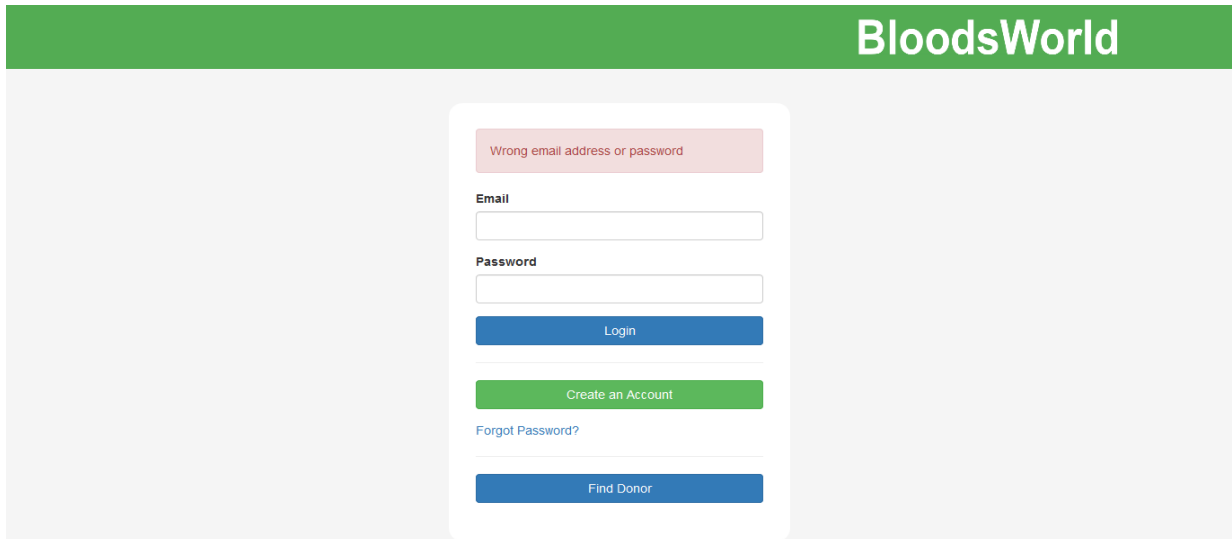 BloodsWorld
Wrong email address or password
Email
Password
Login
Create an Account
Forgot Password?
Find Donor